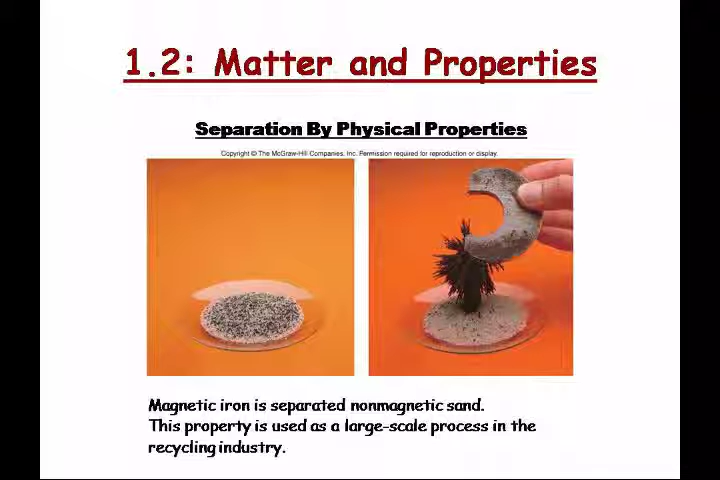 1.2: Matter and Properties
Separation By Physical Properties
Copyright © The McGraw-Hill Companies, Inc. Permission required for reproduction or display.
Magnetic iron is separated nonmagnetic sand.
This property is used as a large-scale process in the
recycling industry.